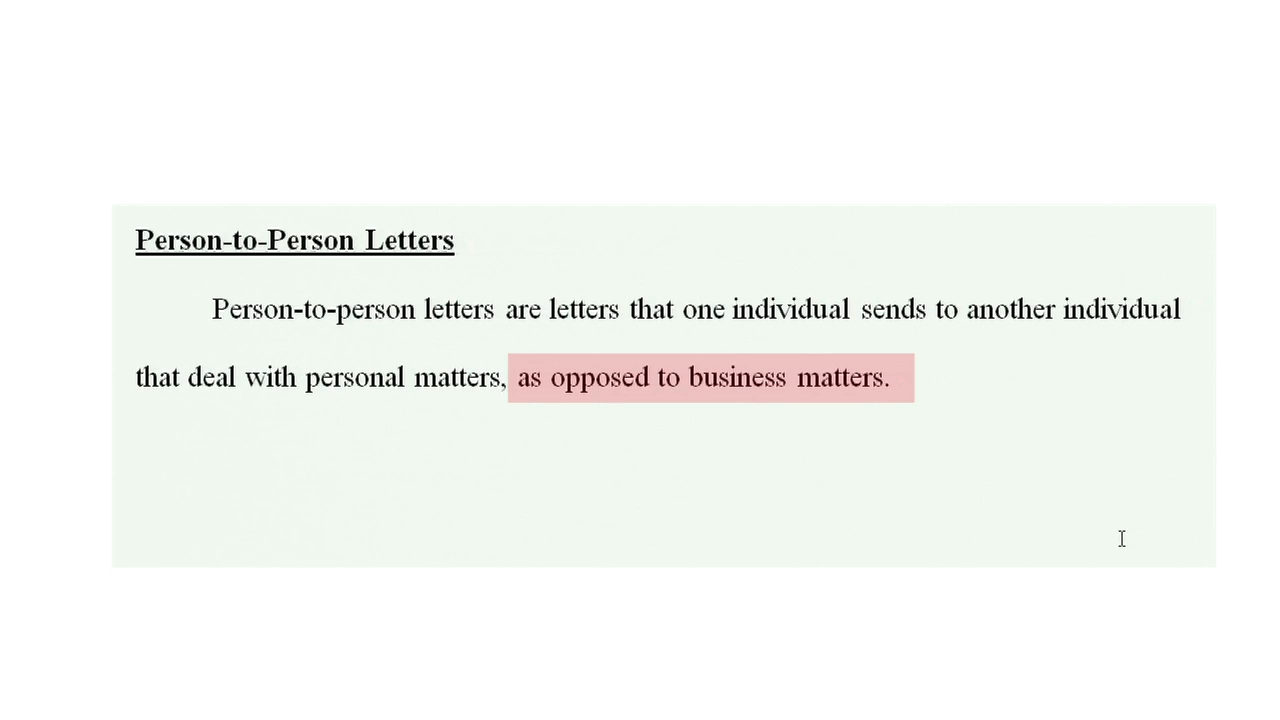 Person-to-Person Letters
Person-to-person letters are letters that one individual sends to another individual
that deal with personal matters, as opposed to business matters.